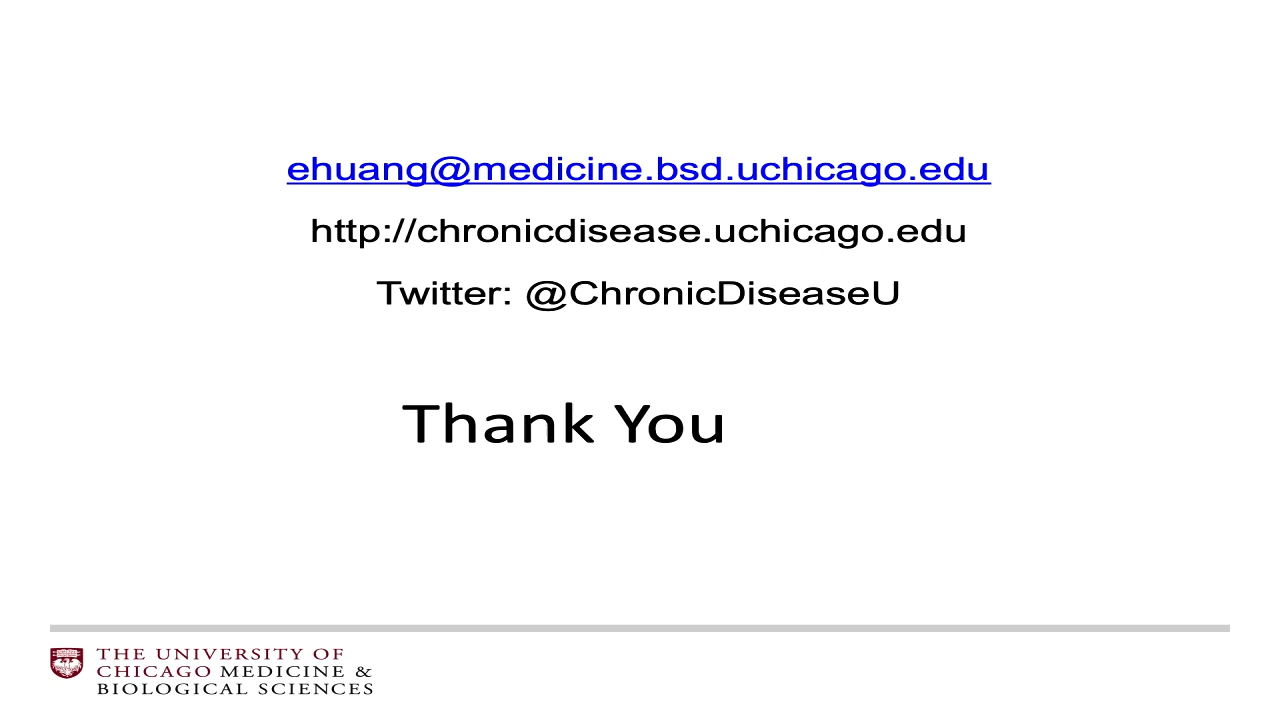 ehuang@medicine.bsd.uchicago.edu
http://chronicdisease.uchicago.edu
Twitter: @ChronicDiseaseU
Thank You
THE UNIVERSITY OF
CHICAGO MEDICINE &
BIOLOGICAL SCIENCES